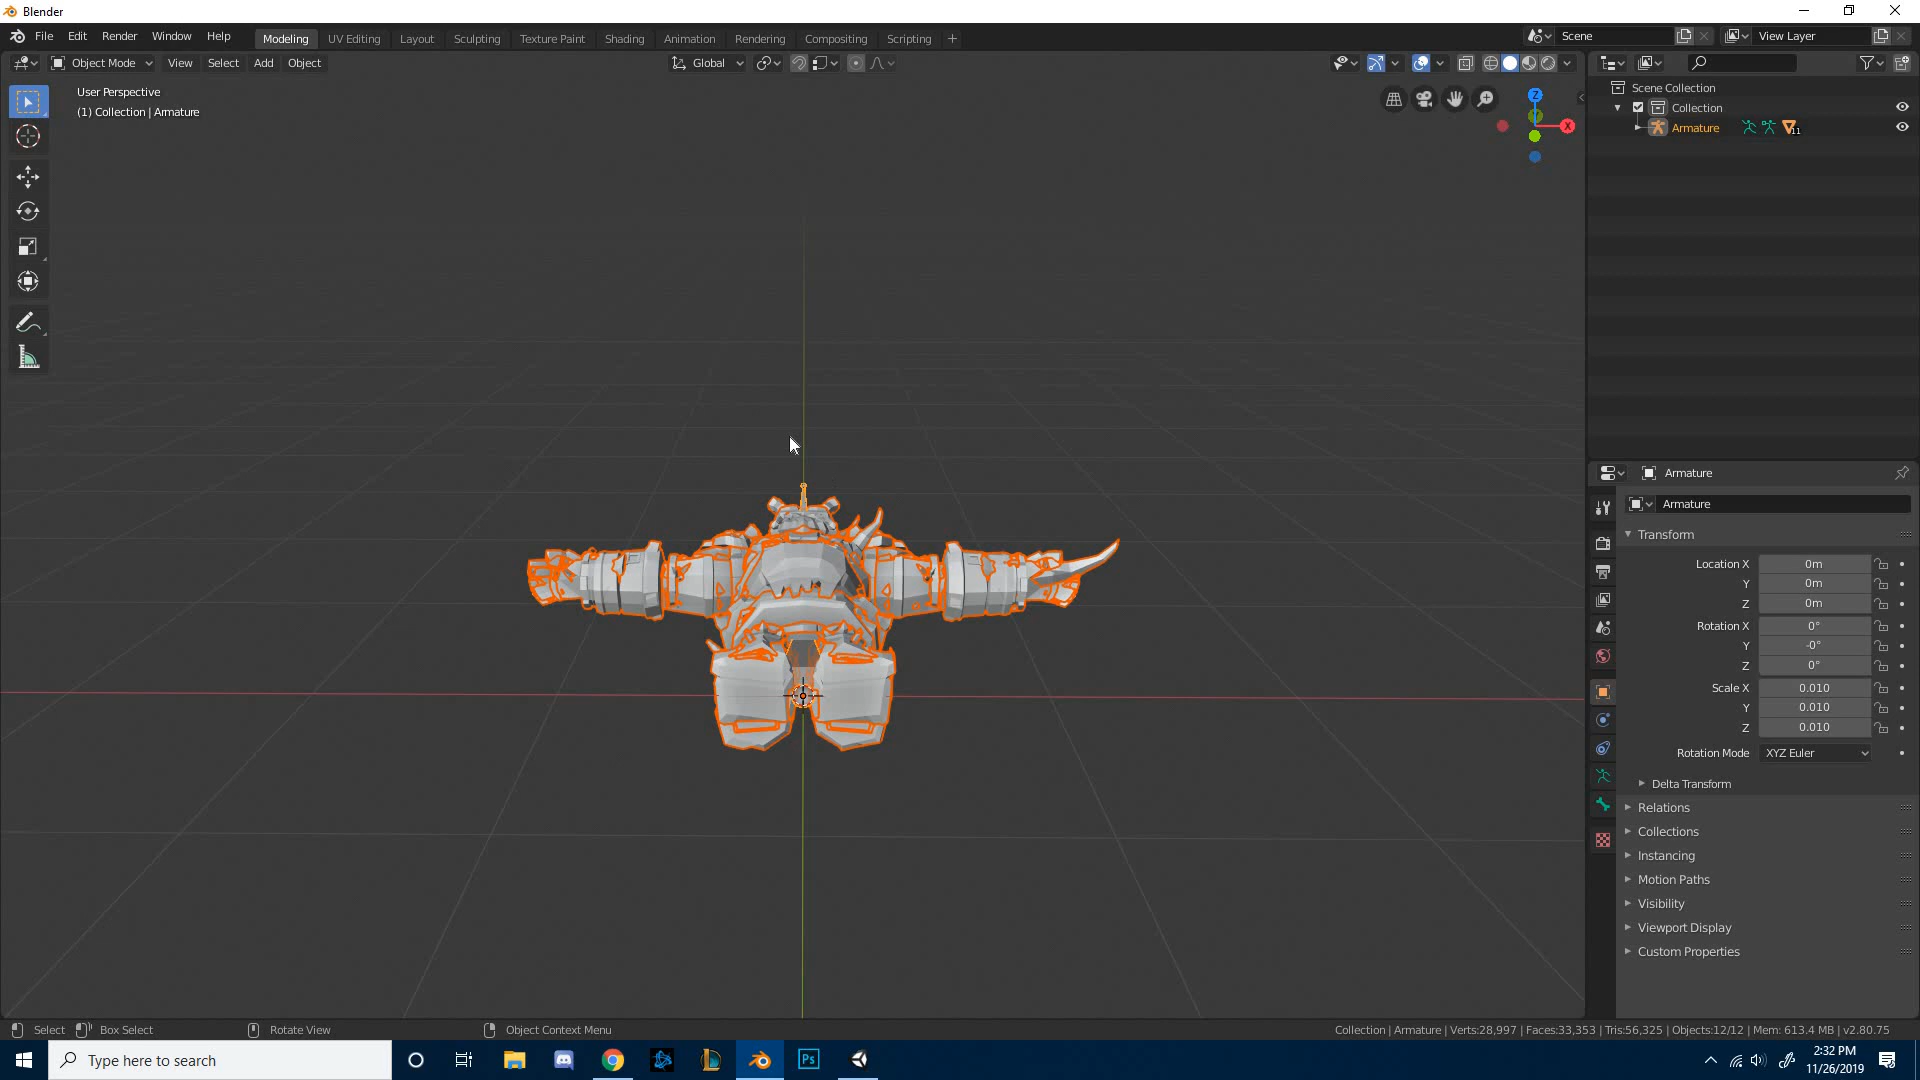 Blender
File Edit Render Window Help
Modeling UV Editing Layout Sculpting Texture Paint Shading Animation Rendering Compositing Scripting +
Scene
View Layer
Object Mode View Select Add Object
Global
User Perspective
(1) Collection | Armature
Z
X
Scene Collection
Collection
Armature
11
Armature
Armature
Transform
Location X 0m
Y 0m
Z 0m
Rotation X 0°
Y -0°
Z 0°
Scale X 0.010
Y 0.010
Z 0.010
Rotation Mode XYZ Euler
Delta Transform
Relations
Collections
Instancing
Motion Paths
Visibility
Viewport Display
Custom Properties
Select Box Select Rotate View Object Context Menu
Collection | Armature | Verts:28,997 | Faces:33,353 | Tris:56,325 | Objects:12/12 | Mem: 613.4 MB | v2.80.75
Type here to search
Ps
2:32 PM
11/26/2019